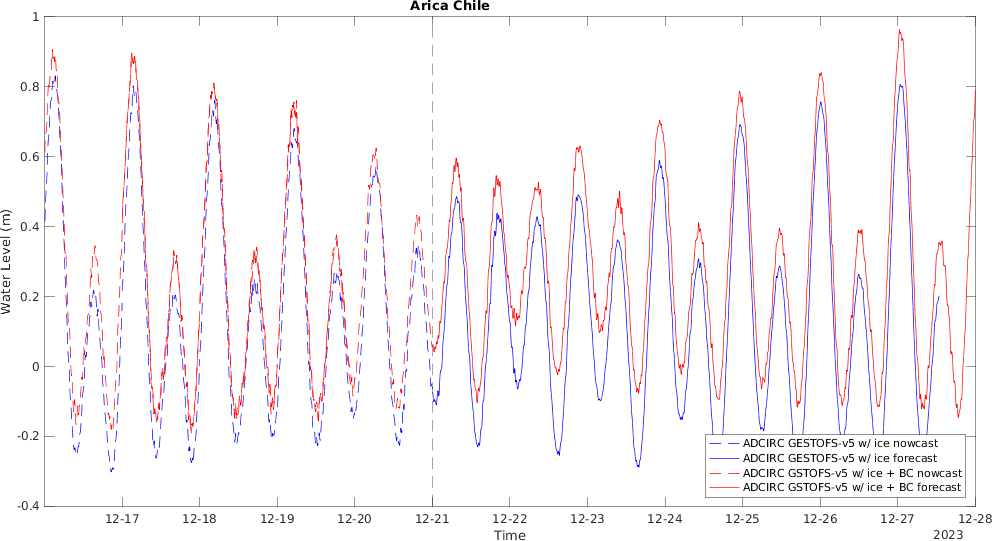 Arica Chile
1
0.8
0.6
0.4
0.2
0
-0.2
-0.4
Water Level (m)
12-17 12-18 12-19 12-20 12-21 12-22 12-23 12-24 12-25 12-26 12-27 12-28
Time
2023
ADCIRC GESTOFS-v5 w/ ice nowcast
ADCIRC GESTOFS-v5 w/ ice forecast
ADCIRC GSTOFS-v5 w/ ice + BC nowcast
ADCIRC GSTOFS-v5 w/ ice + BC forecast